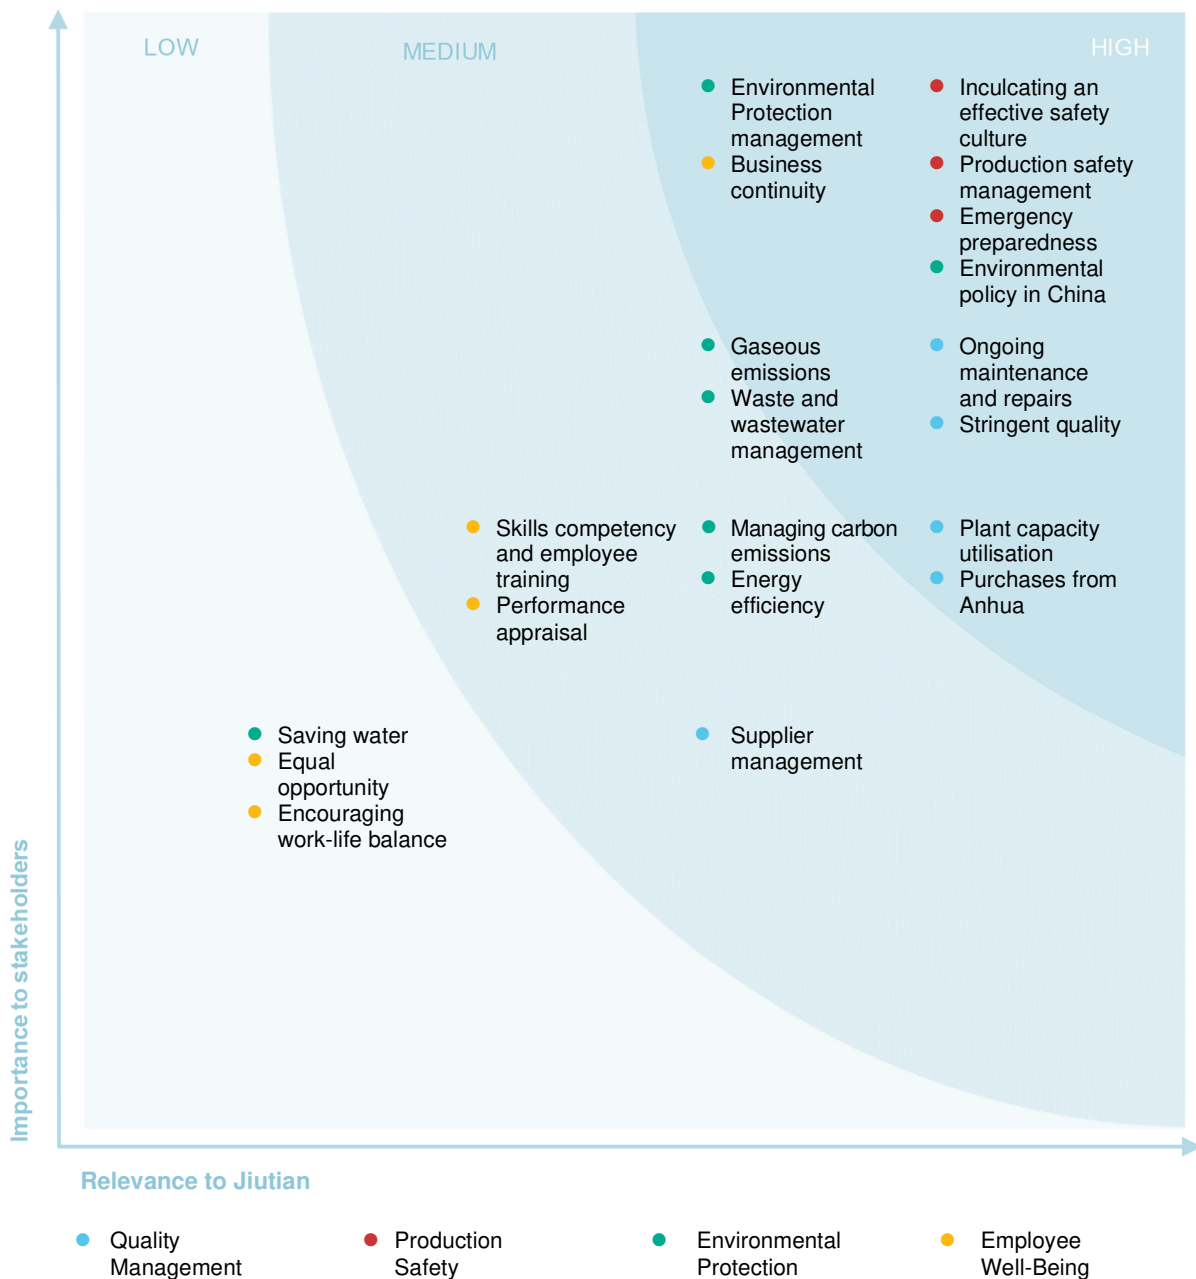 LOW
MEDIUM
HIGH
Environmental
Protection
management
Business
continuity
Inculcating an
effective safety
culture
Production safety
management
Emergency
preparedness
Environmental
policy in China
Gaseous
emissions
Waste and
wastewater
management
Ongoing
maintenance
and repairs
Stringent quality
Skills competency
and employee
training
Performance
appraisal
Managing carbon
emissions
Energy
efficiency
Plant capacity
utilisation
Purchases from
Anhua
Saving water
Equal
opportunity
Encouraging
work-life balance
Supplier
management
Importance to stakeholders
Relevance to Jiutian
Quality
Management
Production
Safety
Environmental
Protection
Employee
Well-Being